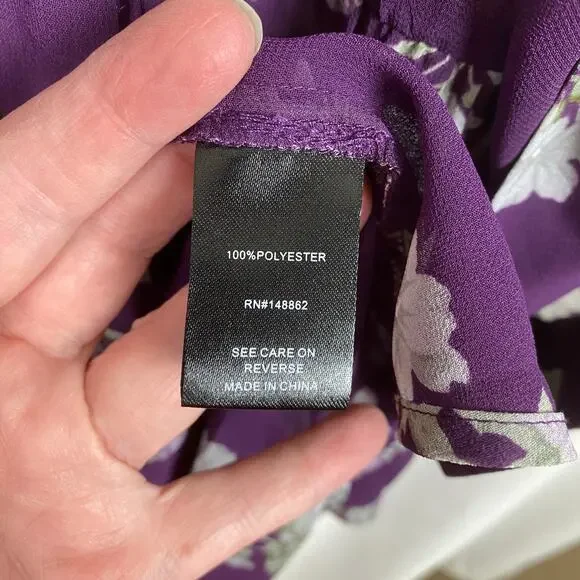 100%POLYESTER
RN#148862
SEE CARE ON
REVERSE
MADE IN CHINA